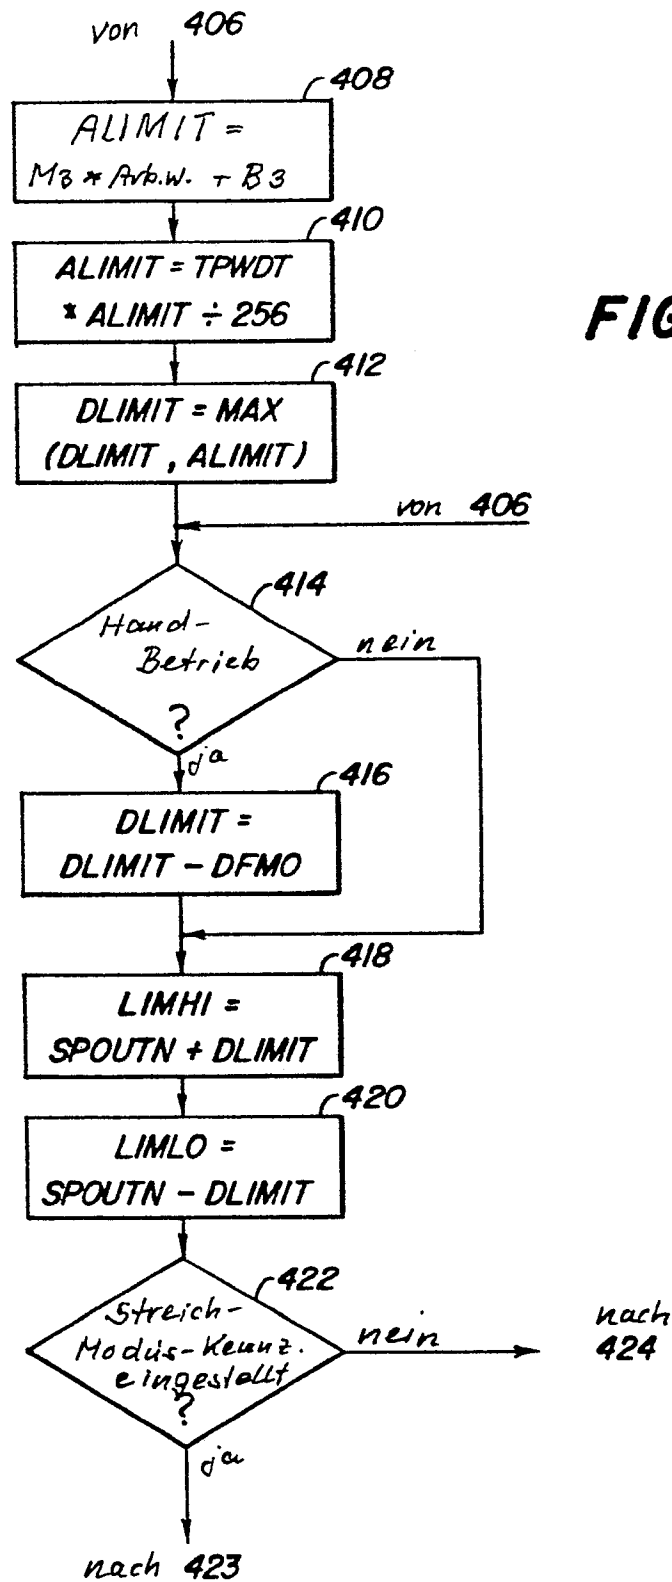 von 406
408
ALIMIT =
M3 * Arb.w. + B3
410
ALIMIT = TPWDT
* ALIMIT ÷ 256
FIG
412
DLIMIT = MAX
(DLIMIT, ALIMIT)
von 406
414
Hand-
Betrieb
?
nein
ja
416
DLIMIT =
DLIMIT - DFMO
418
LIMHI =
SPOUTN + DLIMIT
420
LIMLO =
SPOUTN - DLIMIT
422
Streich-
Modus-Kennz.
eingestellt
?
nein
nach
424
ja
nach 423